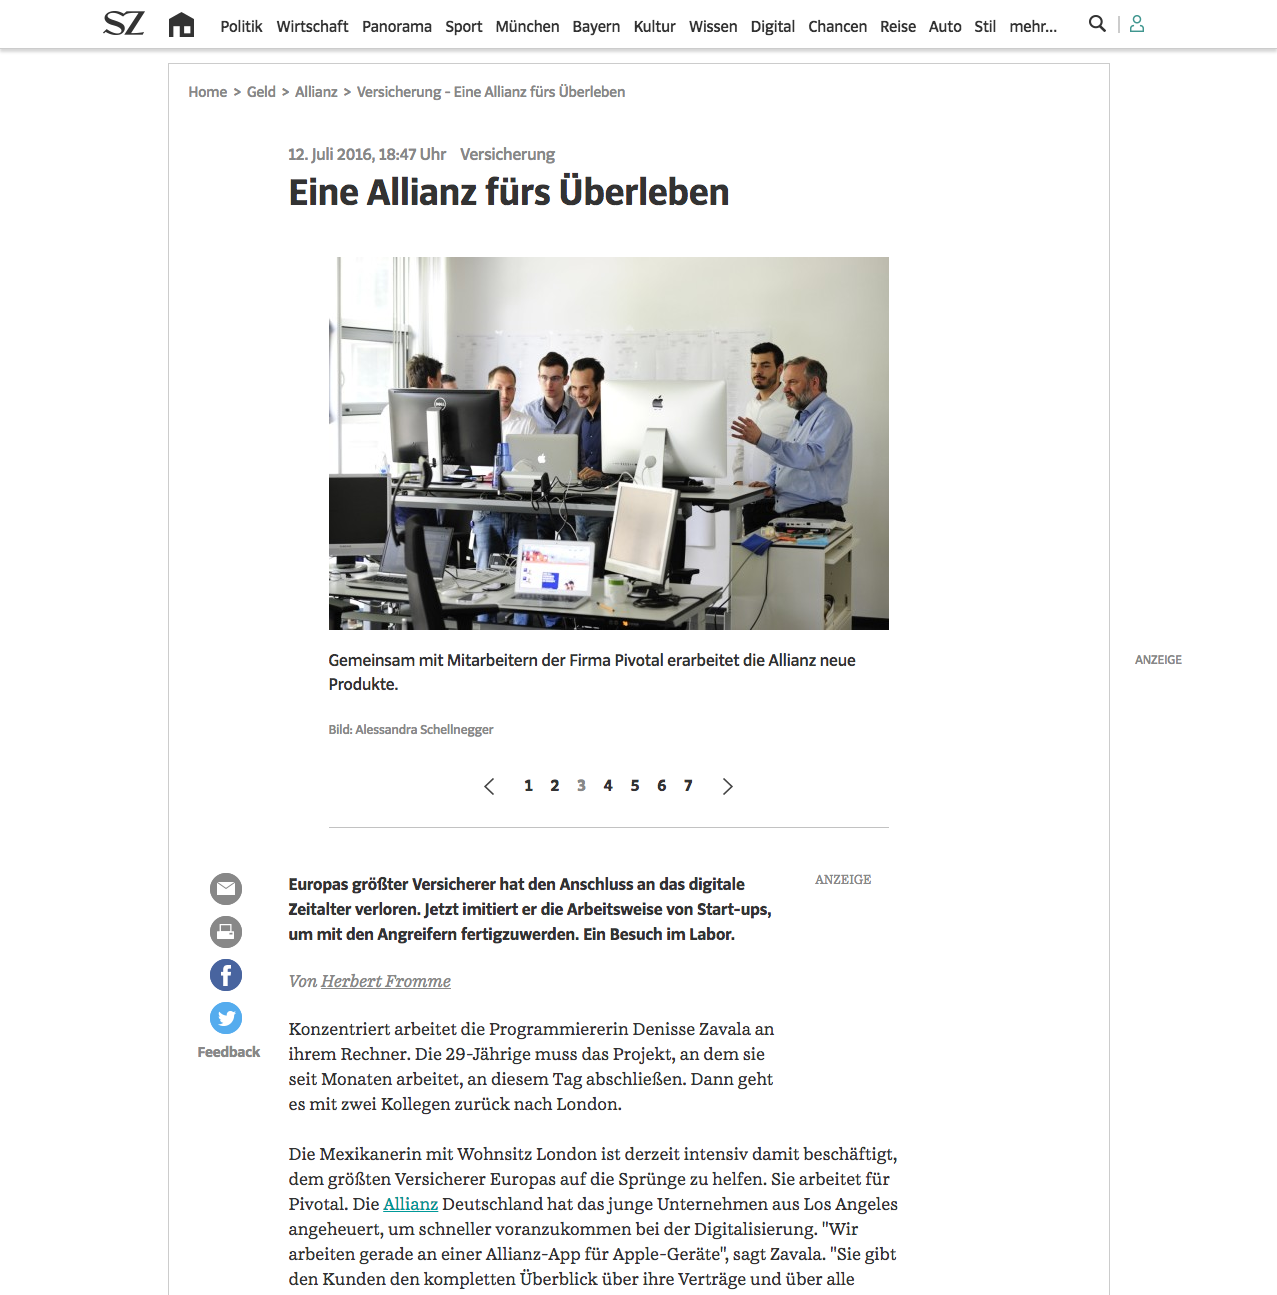 SZ Politik Wirtschaft Panorama Sport München Bayern Kultur Wissen Digital Chancen Reise Auto Stil mehr...
Home > Geld > Allianz > Versicherung - Eine Allianz fürs Überleben
12. Juli 2016, 18:47 Uhr Versicherung
Eine Allianz fürs Überleben
DELL
Gemeinsam mit Mitarbeitern der Firma Pivotal erarbeitet die Allianz neue
Produkte.
ANZEIGE
Bild: Alessandra Schellnegger
1 2 3 4 5 6 7
Europas größter Versicherer hat den Anschluss an das digitale
Zeitalter verloren. Jetzt imitiert er die Arbeitsweise von Start-ups,
um mit den Angreifern fertigzuwerden. Ein Besuch im Labor.
ANZEIGE
Von Herbert Fromme
Feedback
Konzentriert arbeitet die Programmiererin Denisse Zavala an
ihrem Rechner. Die 29-Jährige muss das Projekt, an dem sie
seit Monaten arbeitet, an diesem Tag abschließen. Dann geht
es mit zwei Kollegen zurück nach London.
Die Mexikanerin mit Wohnsitz London ist derzeit intensiv damit beschäftigt,
dem größten Versicherer Europas auf die Sprünge zu helfen. Sie arbeitet für
Pivotal. Die Allianz Deutschland hat das junge Unternehmen aus Los Angeles
angeheuert, um schneller voranzukommen bei der Digitalisierung. "Wir
arbeiten gerade an einer Allianz-App für Apple-Geräte", sagt Zavala. "Sie gibt
den Kunden den kompletten Überblick über ihre Verträge und über alle